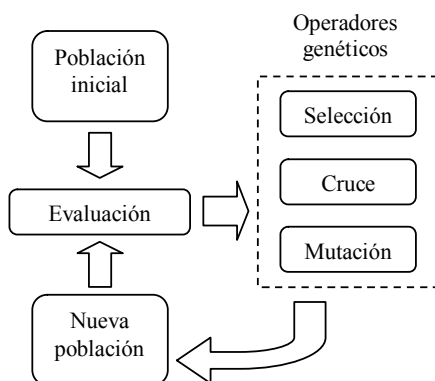 Población
inicial
Evaluación
Nueva
población
Operadores
genéticos
Selección
Cruce
Mutación